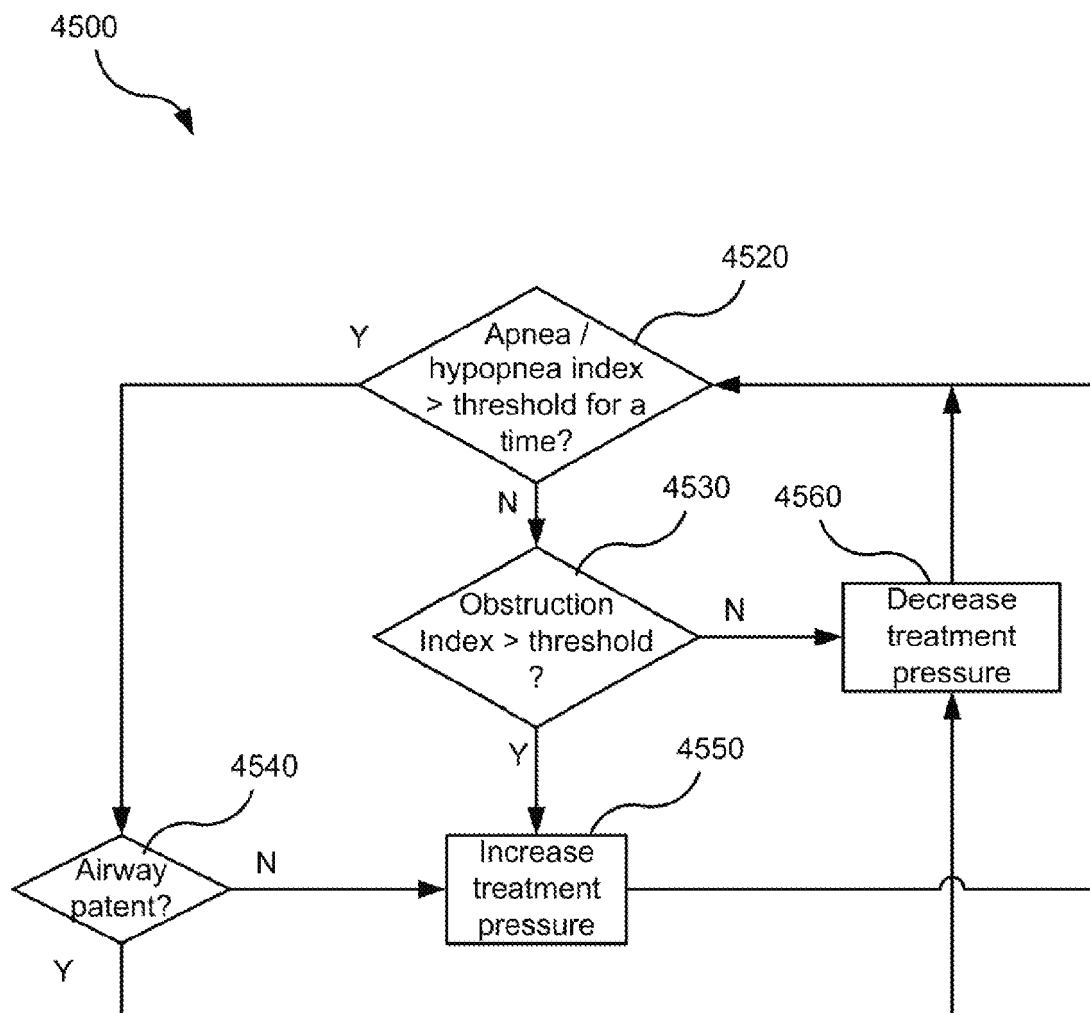 4500
4520
Y
Apnea /
hypopnea index
> threshold for a
time?
N
4530
4560
Obstruction
Index > threshold
?
N
Decrease
treatment
pressure
Y
4540
4550
Airway
patent?
N
Increase
treatment
pressure
Y